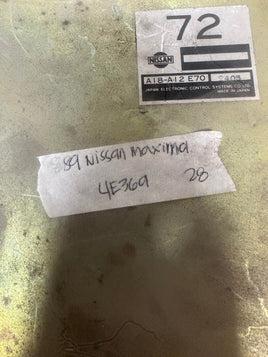 72
NISSAN
A18-A12 E70 2403
JAPAN ELECTRONIC CONTROL SYSTEMS CO.,LTD.
MADE IN JAPAN
89 Nissan maxima
4E369 28